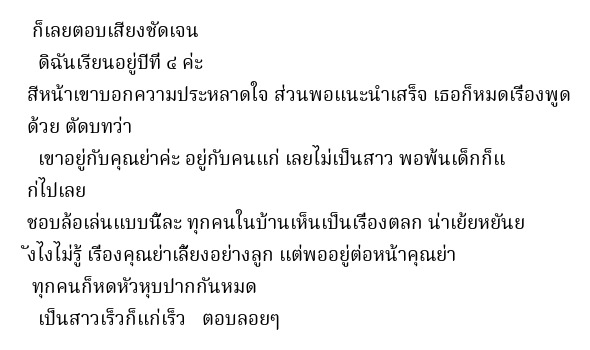 ก็เลยตอบเสียงชัดเจน
ดิฉันเรียนอยู่ปีที่ ๔ ค่ะ
สีหน้าเขาบอกความประหลาดใจ ส่วนพอแนะนำเสร็จ เธอก็หมดเรื่องพูด
ด้วย ตัดบทว่า
เขาอยู่กับคุณย่าค่ะ อยู่กับคนแก่ เลยไม่เป็นสาว พอพ้นเด็กก็แ
ก่ไปเลย
ชอบล้อเล่นแบบนี้ละ ทุกคนในบ้านเห็นเป็นเรื่องตลก น่าเย้ยหยันย
ังไงไม่รู้ เรื่องคุณย่าเลี้ยงอย่างลูก แต่พออยู่ต่อหน้าคุณย่า
ทุกคนก็หดหัวหุบปากกันหมด
เป็นสาวเร็วก็แก่เร็ว ตอบลอยๆ